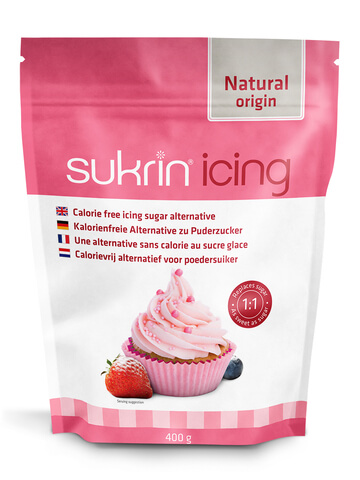 Natural
origin
sukrin® icing
Calorie free icing sugar alternative
Kalorienfreie Alternative zu Puderzucker
Une alternative sans calorie au sucre glace
Calorievrij alternatief voor poedersuiker
Replaces sugar
1:1
As sweet as sugar
Serving suggestion
400 g